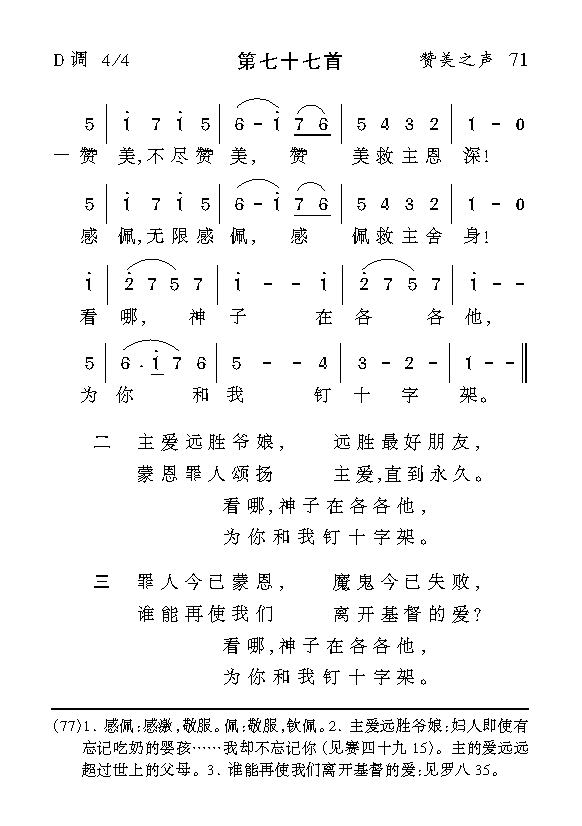 D 调 4/4 第七十七首 赞美之声 71
5 | i 7 i 5 | 6 - i 7 6 | 5 4 3 2 | 1 - 0
一 赞 美,不尽赞 美, 赞 美救主恩 深!
5 | i 7 i 5 | 6 - i 7 6 | 5 4 3 2 | 1 - 0
感 佩,无限感 佩, 感 佩救主舍 身!
i | 2̇ 7 5 7 | i - - i | 2̇ 7 5 7 | i - -
看 哪, 神 子 在 各 各 他,
5 | 6 . i 7 6 | 5 - - 4 | 3 - 2 - | 1 - - ‖
为 你 和 我 钉 十 字 架。
二 主爱远胜爷娘, 远胜最好朋友,
蒙恩罪人颂扬 主爱,直到永久。
看哪,神子在各各他,
为你和我钉十字架。
三 罪人今已蒙恩, 魔鬼今已失败,
谁能再使我们 离开基督的爱?
看哪,神子在各各他,
为你和我钉十字架。
(77)1. 感佩:感激,敬服。佩:敬服,钦佩。2. 主爱远胜爷娘:妇人即使有
忘记吃奶的婴孩……我却不忘记你(见赛四十九 15)。主的爱远远
超过世上的父母。3. 谁能再使我们离开基督的爱:见罗八 35。